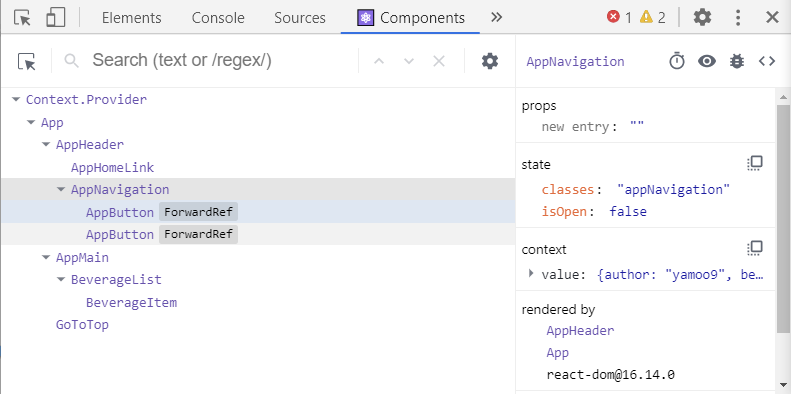 Elements Console Sources Components » 1 2
Search (text or /regex/)
Context.Provider
App
AppHeader
AppHomeLink
AppNavigation
AppButton ForwardRef
AppButton ForwardRef
AppMain
BeverageList
BeverageItem
GoToTop
AppNavigation
props
new entry: ""
state
classes: "appNavigation"
isOpen: false
context
value: {author: "yamoo9", be…
rendered by
AppHeader
App
react-dom@16.14.0